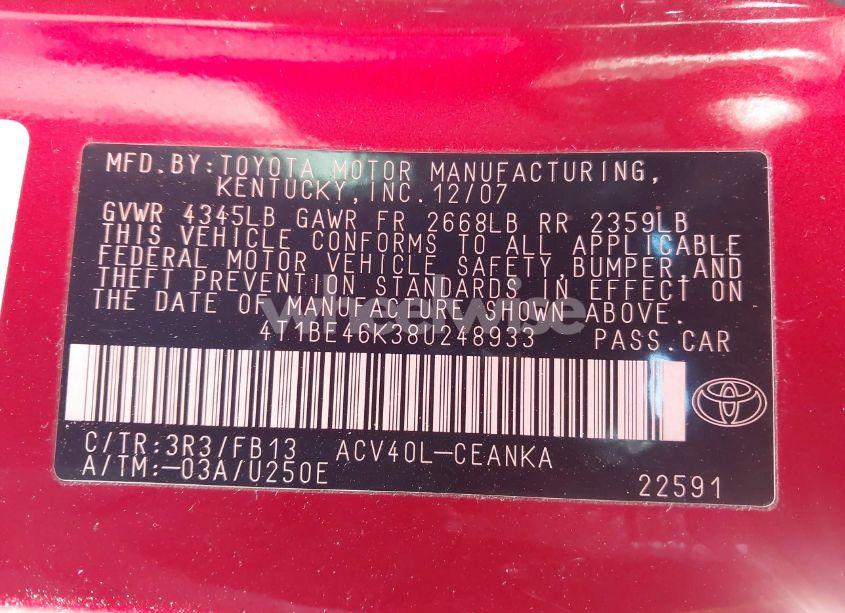 MFD.BY:TOYOTA MOTOR MANUFACTURING,
KENTUCKY,INC.12/07
GVWR 4345LB GAWR FR 2668LB RR 2359LB
THIS VEHICLE CONFORMS TO ALL APPLICABLE
FEDERAL MOTOR VEHICLE SAFETY,BUMPER,AND
THEFT PREVENTION STANDARDS IN EFFECT ON
THE DATE OF MANUFACTURE SHOWN ABOVE.
wheelwise
4T1BE46K38U248933 PASS.CAR
C/TR:3R3/FB13 ACV40L-CEANKA
A/TM:-03A/U250E 22591